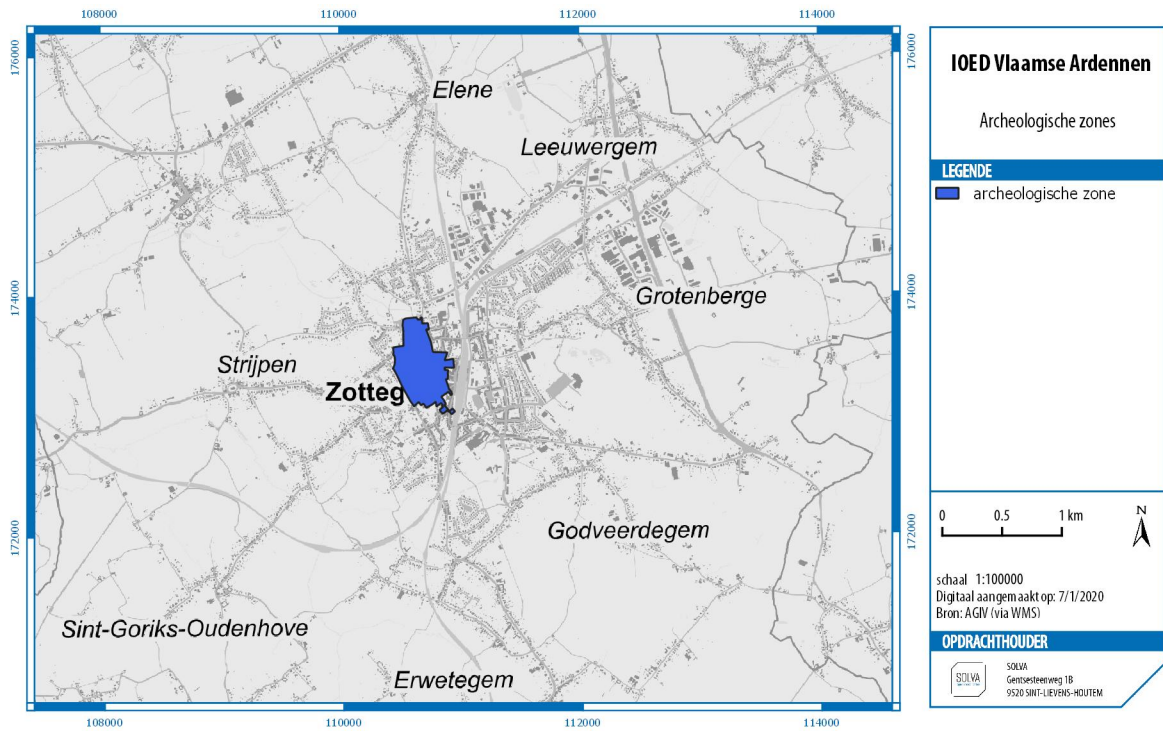 108000
110000
112000
114000
176000
176000
Elene
Leeuwergem
174000
174000
Grotenberge
Strijpen
Zotteg
172000
172000
Godveerdegem
Sint-Goriks-Oudenhove
Erwetegem
108000
110000
112000
114000
IOED Vlaamse Ardennen
Archeologische zones
LEGENDE
archeologische zone
0 0.5 1 km
N
schaal 1:100000
Digitaal aangemaakt op: 7/1/2020
Bron: AGIV (via WMS)
OPDRACHTHOUDER
SOLVA
SOLVA
Gentsesteenweg 1B
9520 SINT-LIEVENS-HOUTEM